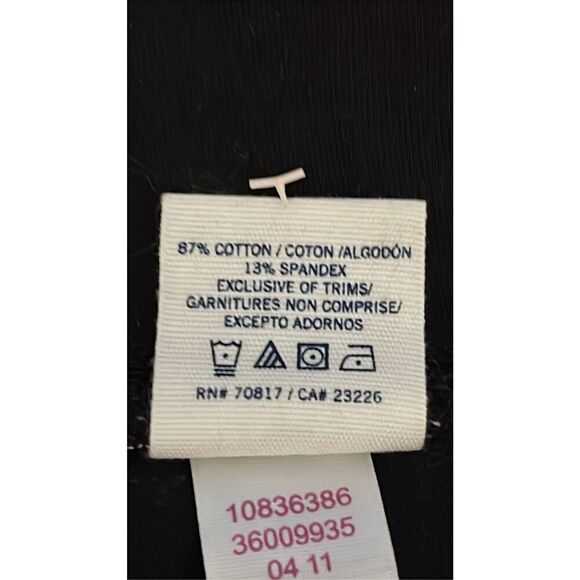 87% COTTON / COTON /ALGODÓN
13% SPANDEX
EXCLUSIVE OF TRIMS/
GARNITURES NON COMPRISE/
EXCEPTO ADORNOS
RN# 70817 / CA# 23226
10836386
36009935
04 11